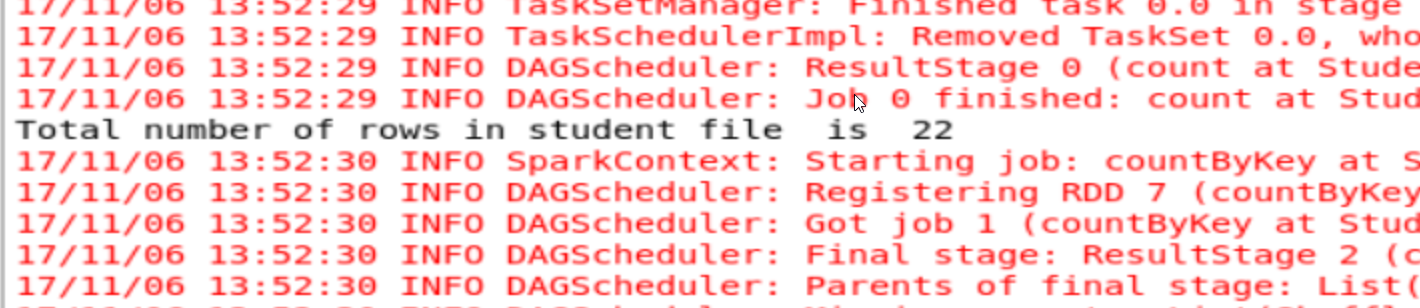 17/11/06 13:52:29 INFO TaskSetManager: Finished task 0.0 in stage
17/11/06 13:52:29 INFO TaskSchedulerImpl: Removed TaskSet 0.0, who
17/11/06 13:52:29 INFO DAGScheduler: ResultStage 0 (count at Stude
17/11/06 13:52:29 INFO DAGScheduler: Job 0 finished: count at Stud
Total number of rows in student file  is  22
17/11/06 13:52:30 INFO SparkContext: Starting job: countByKey at S
17/11/06 13:52:30 INFO DAGScheduler: Registering RDD 7 (countByKey
17/11/06 13:52:30 INFO DAGScheduler: Got job 1 (countByKey at Stud
17/11/06 13:52:30 INFO DAGScheduler: Final stage: ResultStage 2 (c
17/11/06 13:52:30 INFO DAGScheduler: Parents of final stage: List(